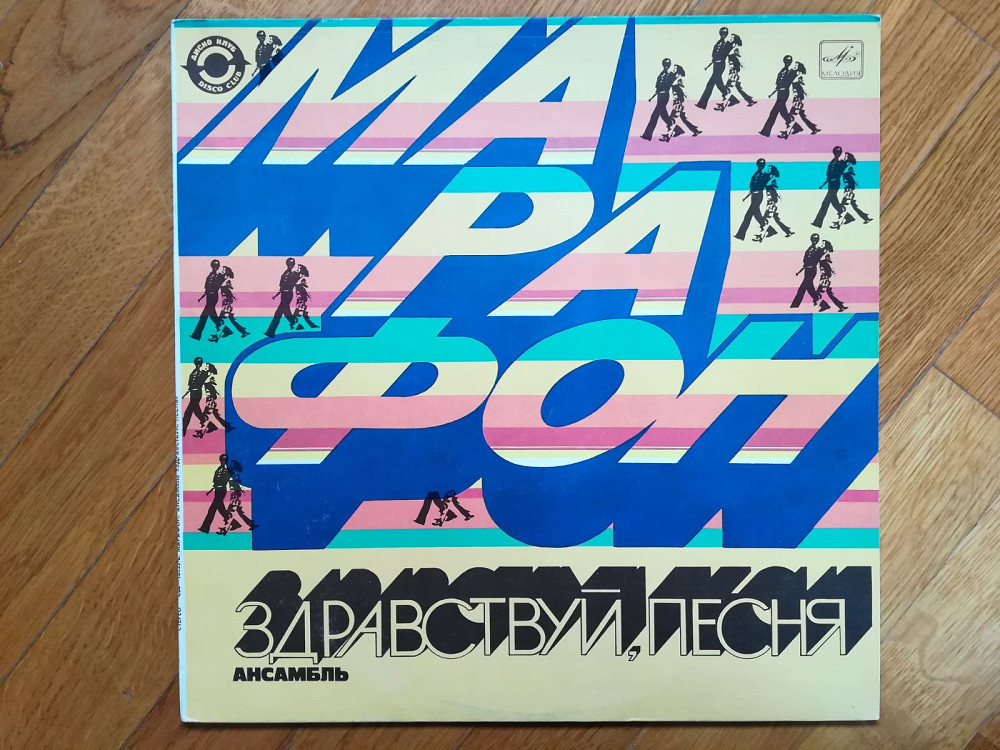 ДИСКО КЛУБ
DISCO CLUB
МЕЛОДИЯ
МА
РА
ФОН
ЗДРАВСТВУЙ, ПЕСНЯ
АНСАМБЛЬ